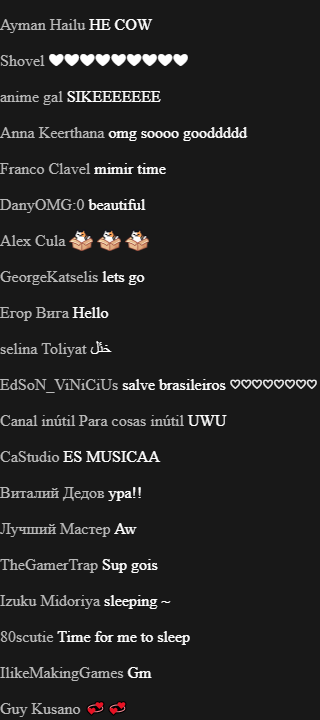 Ayman Hailu HE COW
Shovel 🤍🤍🤍🤍🤍🤍🤍🤍🤍
anime gal SIKEEEEEEE
Anna Keerthana omg soooo gooddddd
Franco Clavel mimir time
DanyOMG:0 beautiful
Alex Cula
GeorgeKatselis lets go
Егор Вига Hello
selina Toliyat
EdSoN_ViNiCiUs salve brasileiros ♡♡♡♡♡♡♡♡
Canal inútil Para cosas inútil UWU
CaStudio ES MUSICAA
Виталий Дедов ура!!
Лучший Мастер Aw
TheGamerTrap Sup gois
Izuku Midoriya sleeping ~
80scutie Time for me to sleep
IlikeMakingGames Gm
Guy Kusano 💞 💞